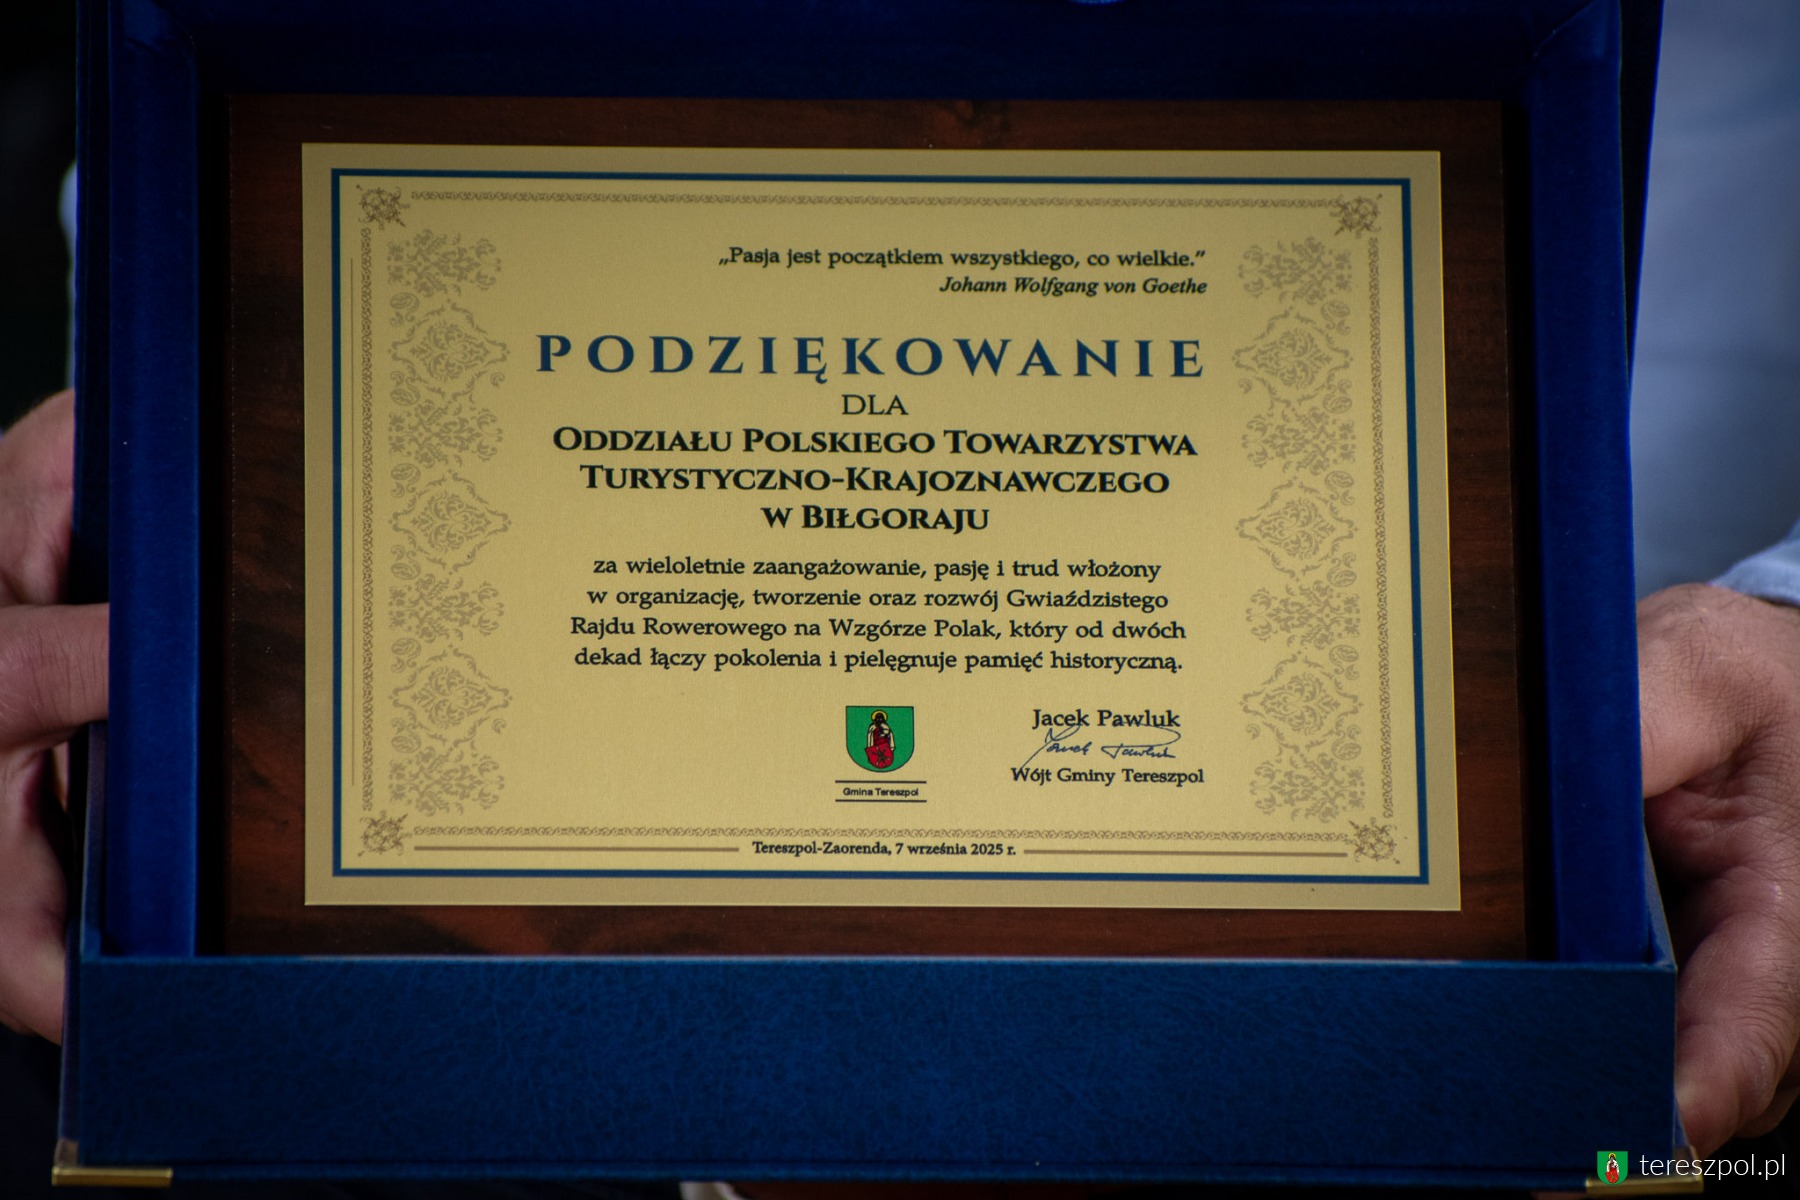 „Pasja jest początkiem wszystkiego, co wielkie.”
Johann Wolfgang von Goethe
PODZIĘKOWANIE
DLA
ODDZIAŁU POLSKIEGO TOWARZYSTWA
TURYSTYCZNO-KRAJOZNAWCZEGO
W BIŁGORAJU
za wieloletnie zaangażowanie, pasję i trud włożony
w organizację, tworzenie oraz rozwój Gwiaździstego
Rajdu Rowerowego na Wzgórze Polak, który od dwóch
dekad łączy pokolenia i pielęgnuje pamięć historyczną.
Jacek Pawluk
Jacek Pawluk
Wójt Gminy Tereszpol
Gmina Tereszpol
Tereszpol-Zaorenda, 7 września 2025 r.
tereszpol.pl